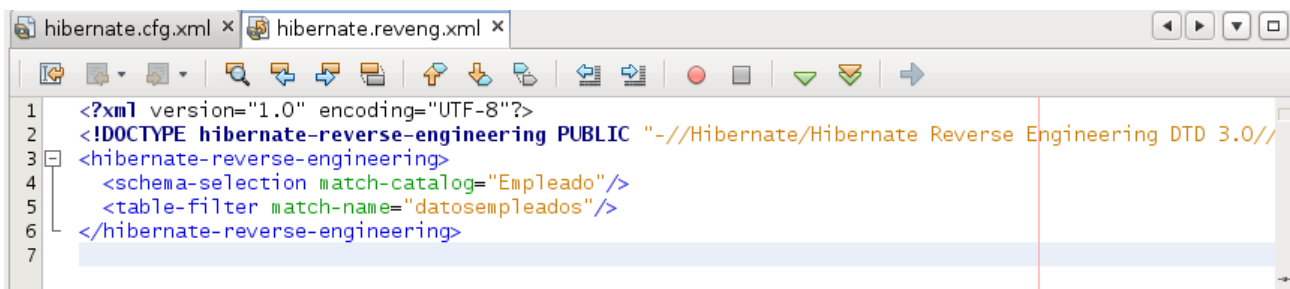 hibernate.cfg.xml × hibernate.reveng.xml ×
1 <?xml version="1.0" encoding="UTF-8"?>
2 <!DOCTYPE hibernate-reverse-engineering PUBLIC "-//Hibernate/Hibernate Reverse Engineering DTD 3.0//
3 <hibernate-reverse-engineering>
4 <schema-selection match-catalog="Empleado"/>
5 <table-filter match-name="datosempleados"/>
6 </hibernate-reverse-engineering>
7